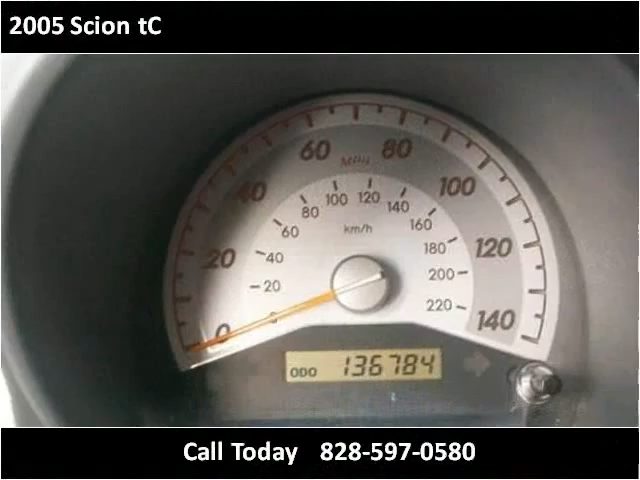 2005 Scion tC
60 MPH 80
40 100
100 120
80 140
60 km/h 160
20 40 180 120
20 200
220
0 140
ODO 136784
Call Today 828-597-0580